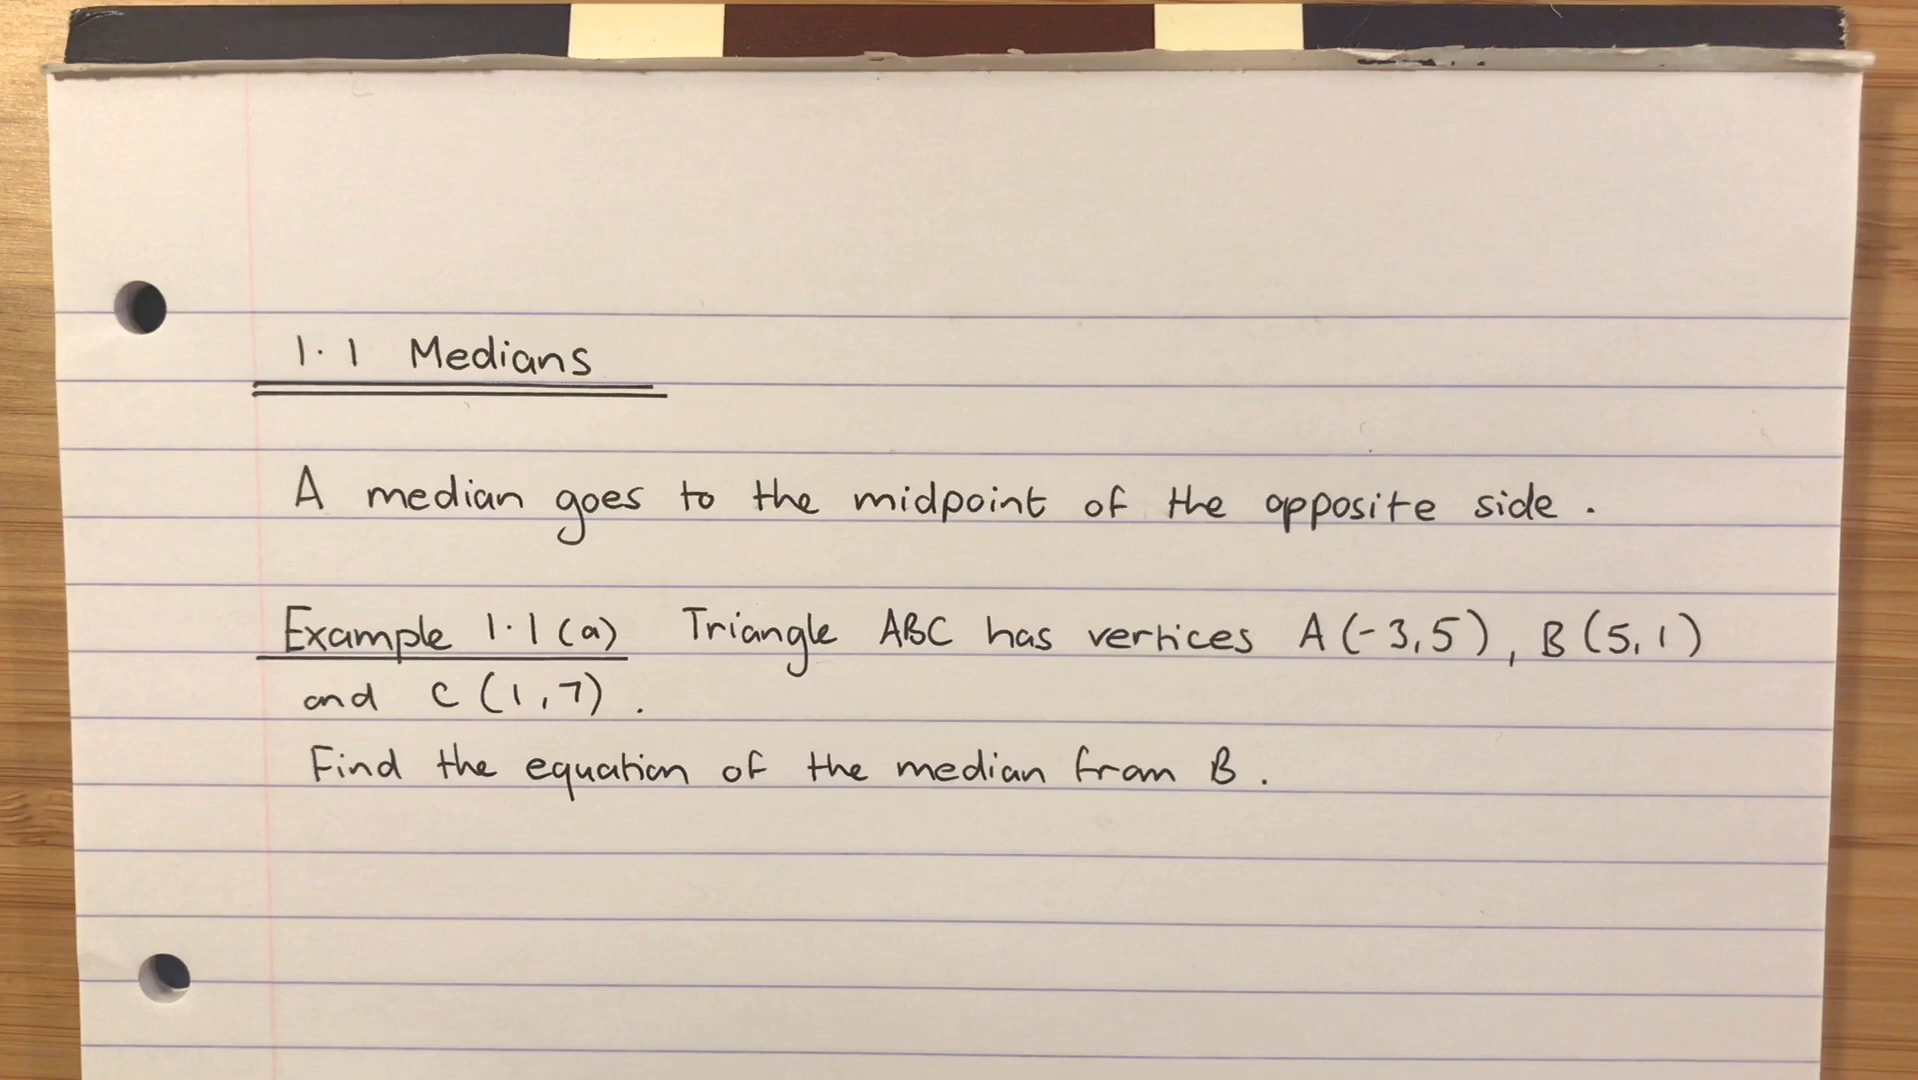 1.1 Medians
A median goes to the midpoint of the opposite side.
Example 1.1(a) Triangle ABC has vertices A(-3,5), B(5,1)
and C(1,7).
Find the equation of the median from B.